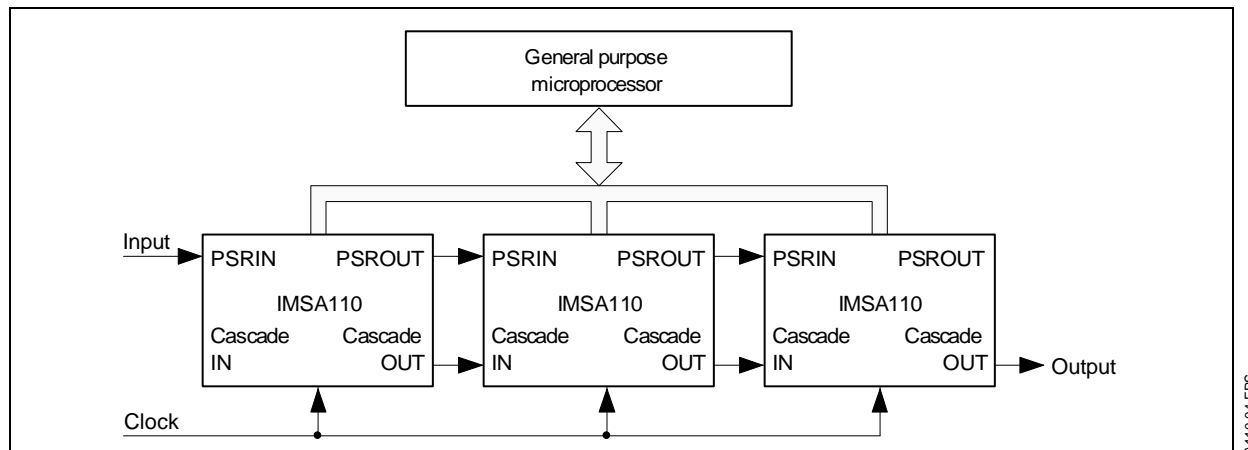 General purpose
microprocessor
Input
PSRIN PSROUT PSRIN PSROUT PSRIN PSROUT
IMSA110 IMSA110 IMSA110
Cascade Cascade Cascade Cascade Cascade Cascade
IN OUT IN OUT IN OUT Output
Clock